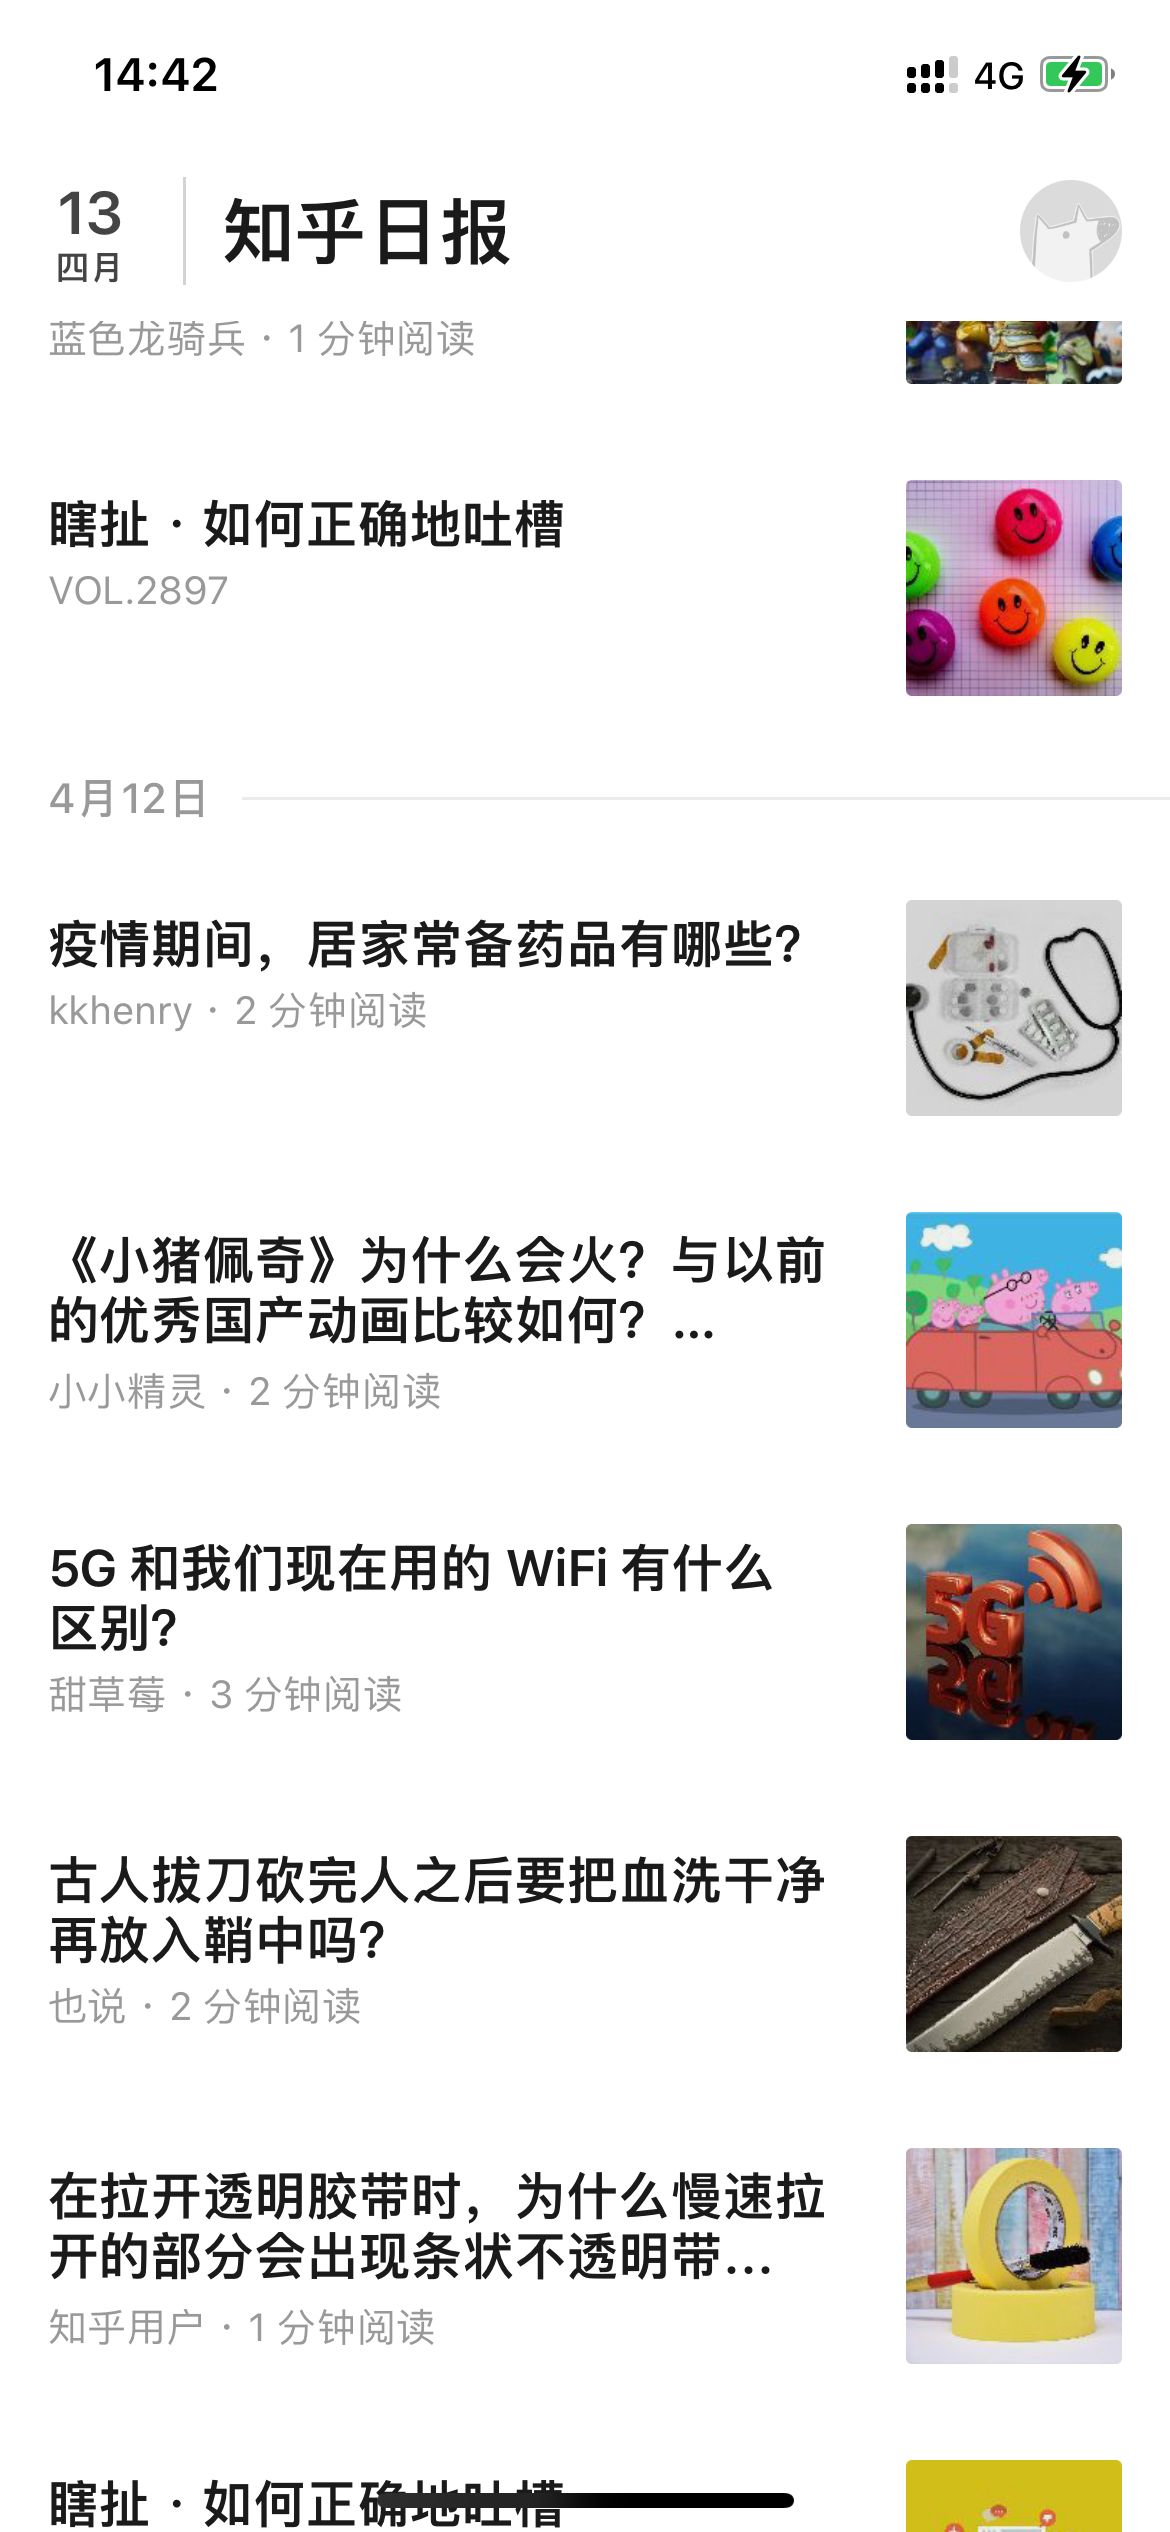 14:42
4G
13
四月
知乎日报
蓝色龙骑兵 · 1 分钟阅读
瞎扯 · 如何正确地吐槽
VOL.2897
4月12日
疫情期间，居家常备药品有哪些？
kkhenry · 2 分钟阅读
《小猪佩奇》为什么会火？与以前
的优秀国产动画比较如何？...
小小精灵 · 2 分钟阅读
5G 和我们现在用的 WiFi 有什么
区别？
甜草莓 · 3 分钟阅读
5G
古人拔刀砍完人之后要把血洗干净
再放入鞘中吗？
也说 · 2 分钟阅读
在拉开透明胶带时，为什么慢速拉
开的部分会出现条状不透明带...
知乎用户 · 1 分钟阅读
瞎扯 · 如何正确地吐槽